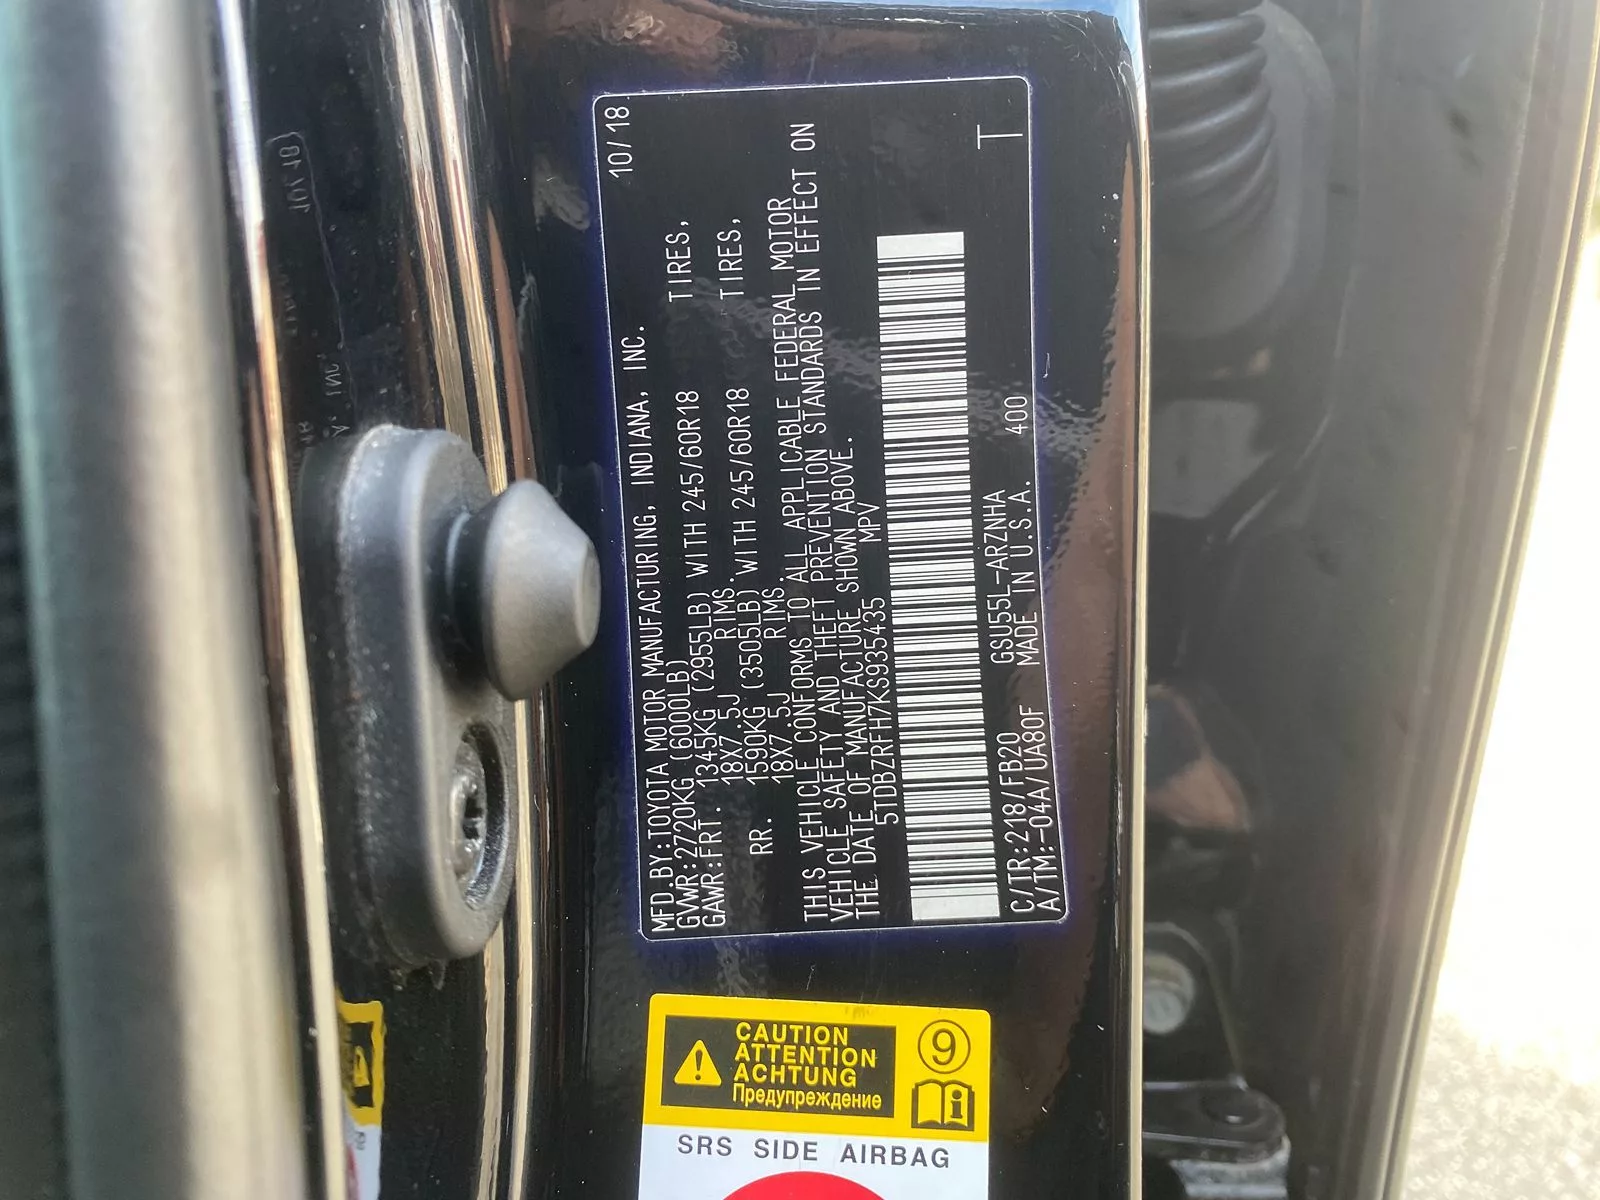 MFD.BY:TOYOTA MOTOR MANUFACTURING, INDIANA, INC. 10/18
GVWR:2720KG (6000LB)
GAWR:FRT. 1345KG (2955LB) WITH 245/60R18 TIRES,
18X7.5J RIMS.
RR. 1590KG (3505LB) WITH 245/60R18 TIRES,
18X7.5J RIMS.
THIS VEHICLE CONFORMS TO ALL APPLICABLE FEDERAL MOTOR
VEHICLE SAFETY AND THEFT PREVENTION STANDARDS IN EFFECT ON
THE DATE OF MANUFACTURE SHOWN ABOVE.
5TDBZRFH7KS935435 MPV
C/TR:218/FB20 GSU55L-ARZNHA T
A/TM:-04A/UA80F MADE IN U.S.A. 400
CAUTION
ATTENTION
ACHTUNG
Предупреждение
9
i
SRS SIDE AIRBAG